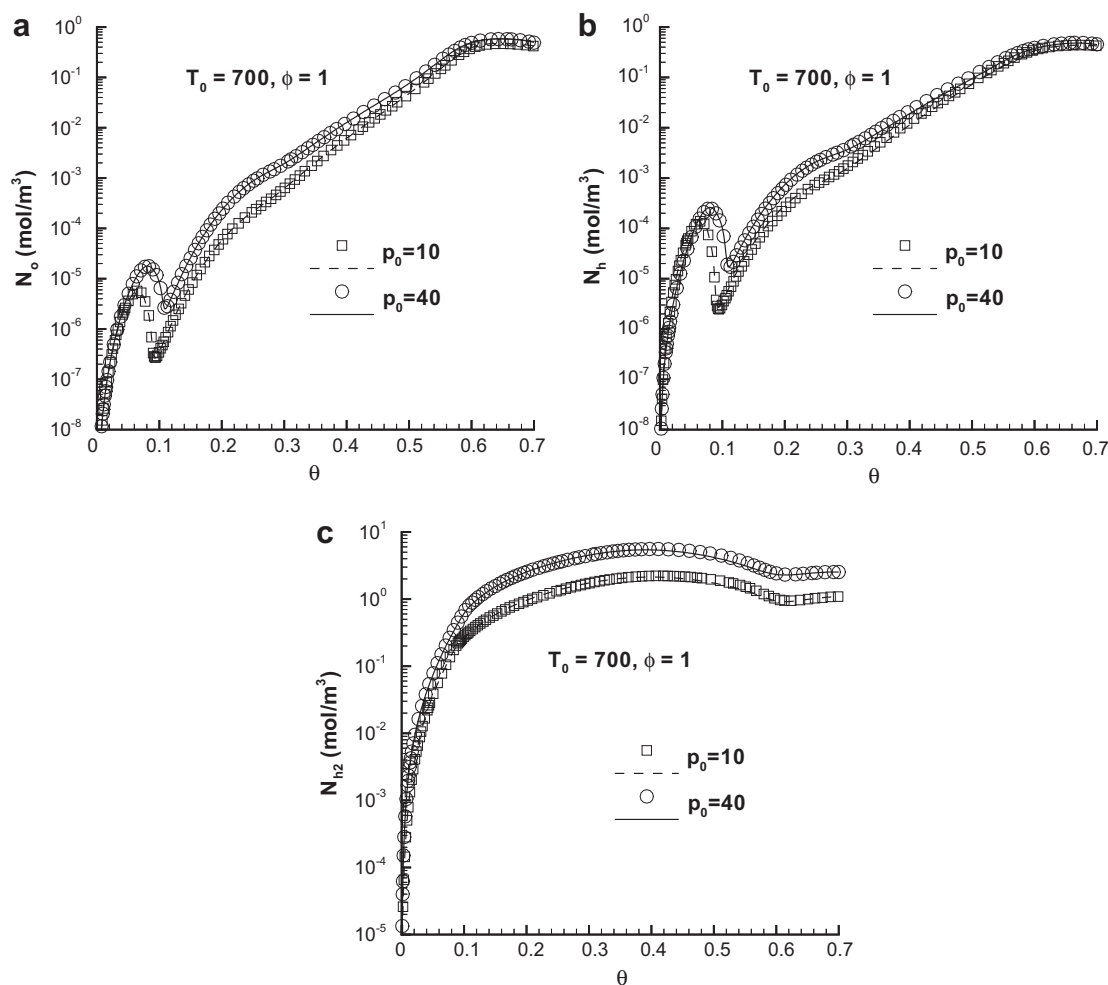 a
N_o (mol/m^3)
10^0
10^-1
10^-2
10^-3
10^-4
10^-5
10^-6
10^-7
10^-8
T_0 = 700, ϕ = 1
p_0=10
p_0=40
0 0.1 0.2 0.3 0.4 0.5 0.6 0.7
θ
b
N_h (mol/m^3)
10^0
10^-1
10^-2
10^-3
10^-4
10^-5
10^-6
10^-7
10^-8
T_0 = 700, ϕ = 1
p_0=10
p_0=40
0 0.1 0.2 0.3 0.4 0.5 0.6 0.7
θ
c
N_h2 (mol/m^3)
10^1
10^0
10^-1
10^-2
10^-3
10^-4
10^-5
T_0 = 700, ϕ = 1
p_0=10
p_0=40
0 0.1 0.2 0.3 0.4 0.5 0.6 0.7
θ